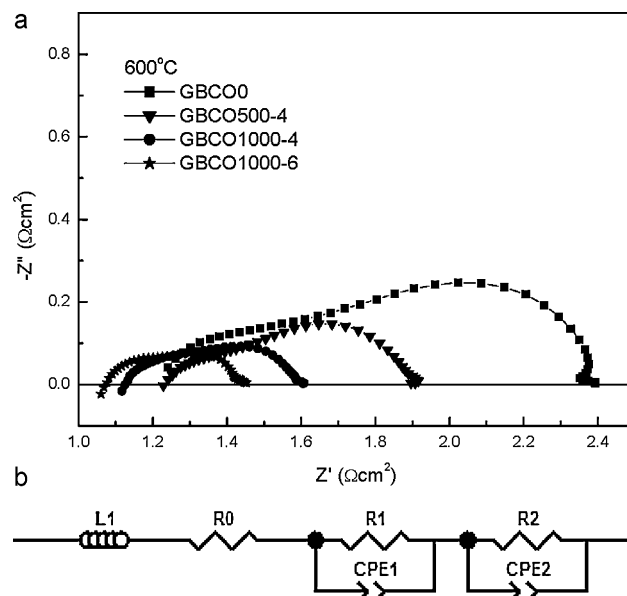 a
0.8
600°C
GBCO0
GBCO500-4
GBCO1000-4
GBCO1000-6
0.6
0.4
0.2
0.0
-Z'' (Ωcm²)
1.0 1.2 1.4 1.6 1.8 2.0 2.2 2.4
Z' (Ωcm²)
b
L1 R0 R1 R2
CPE1 CPE2